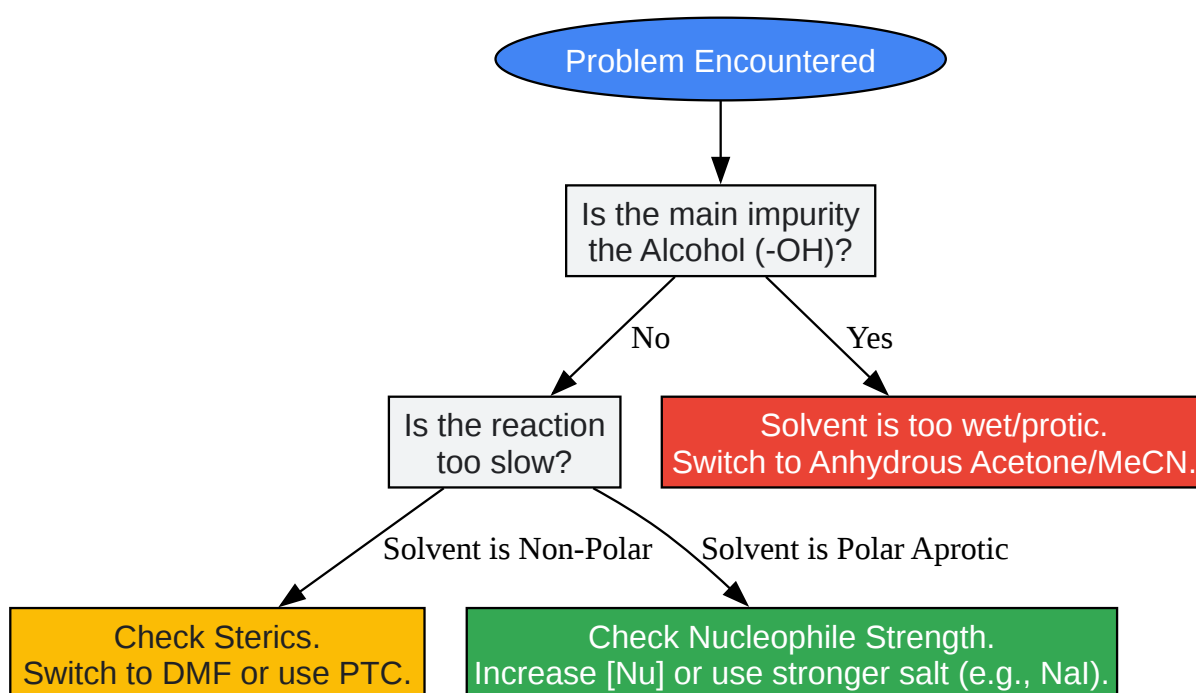 Problem Encountered
Is the main impurity
the Alcohol (-OH)?
No
Yes
Is the reaction
too slow?
Solvent is too wet/protic.
Switch to Anhydrous Acetone/MeCN.
Solvent is Non-Polar
Solvent is Polar Aprotic
Check Sterics.
Switch to DMF or use PTC.
Check Nucleophile Strength.
Increase [Nu] or use stronger salt (e.g., NaI).